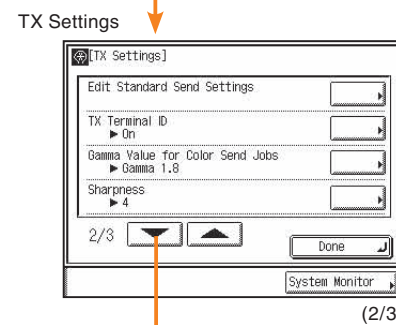 TX Settings
[TX Settings]
Edit Standard Send Settings
TX Terminal ID
▶ On
Gamma Value for Color Send Jobs
▶ Gamma 1.8
Sharpness
▶ 4
2/3
Done
System Monitor
(2/3